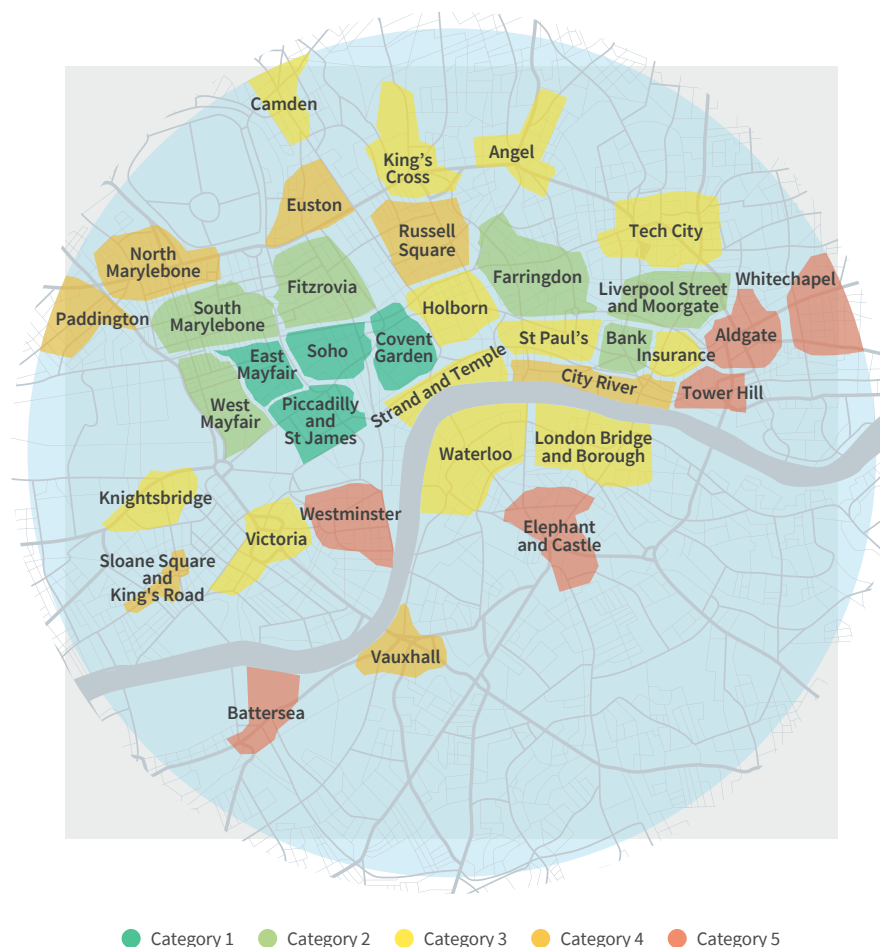 Camden
King's
Cross
Angel
Euston
Russell
Square
Tech City
North
Marylebone
Fitzrovia
Farringdon
Liverpool Street
and Moorgate
Whitechapel
Paddington
South
Marylebone
Holborn
St Paul's
Bank
Insurance
Aldgate
East
Mayfair
Soho
Covent
Garden
Strand and Temple
City River
Tower Hill
West
Mayfair
Piccadilly
and
St James
Waterloo
London Bridge
and Borough
Knightsbridge
Victoria
Westminster
Elephant
and Castle
Sloane Square
and
King's Road
Vauxhall
Battersea
Category 1
Category 2
Category 3
Category 4
Category 5